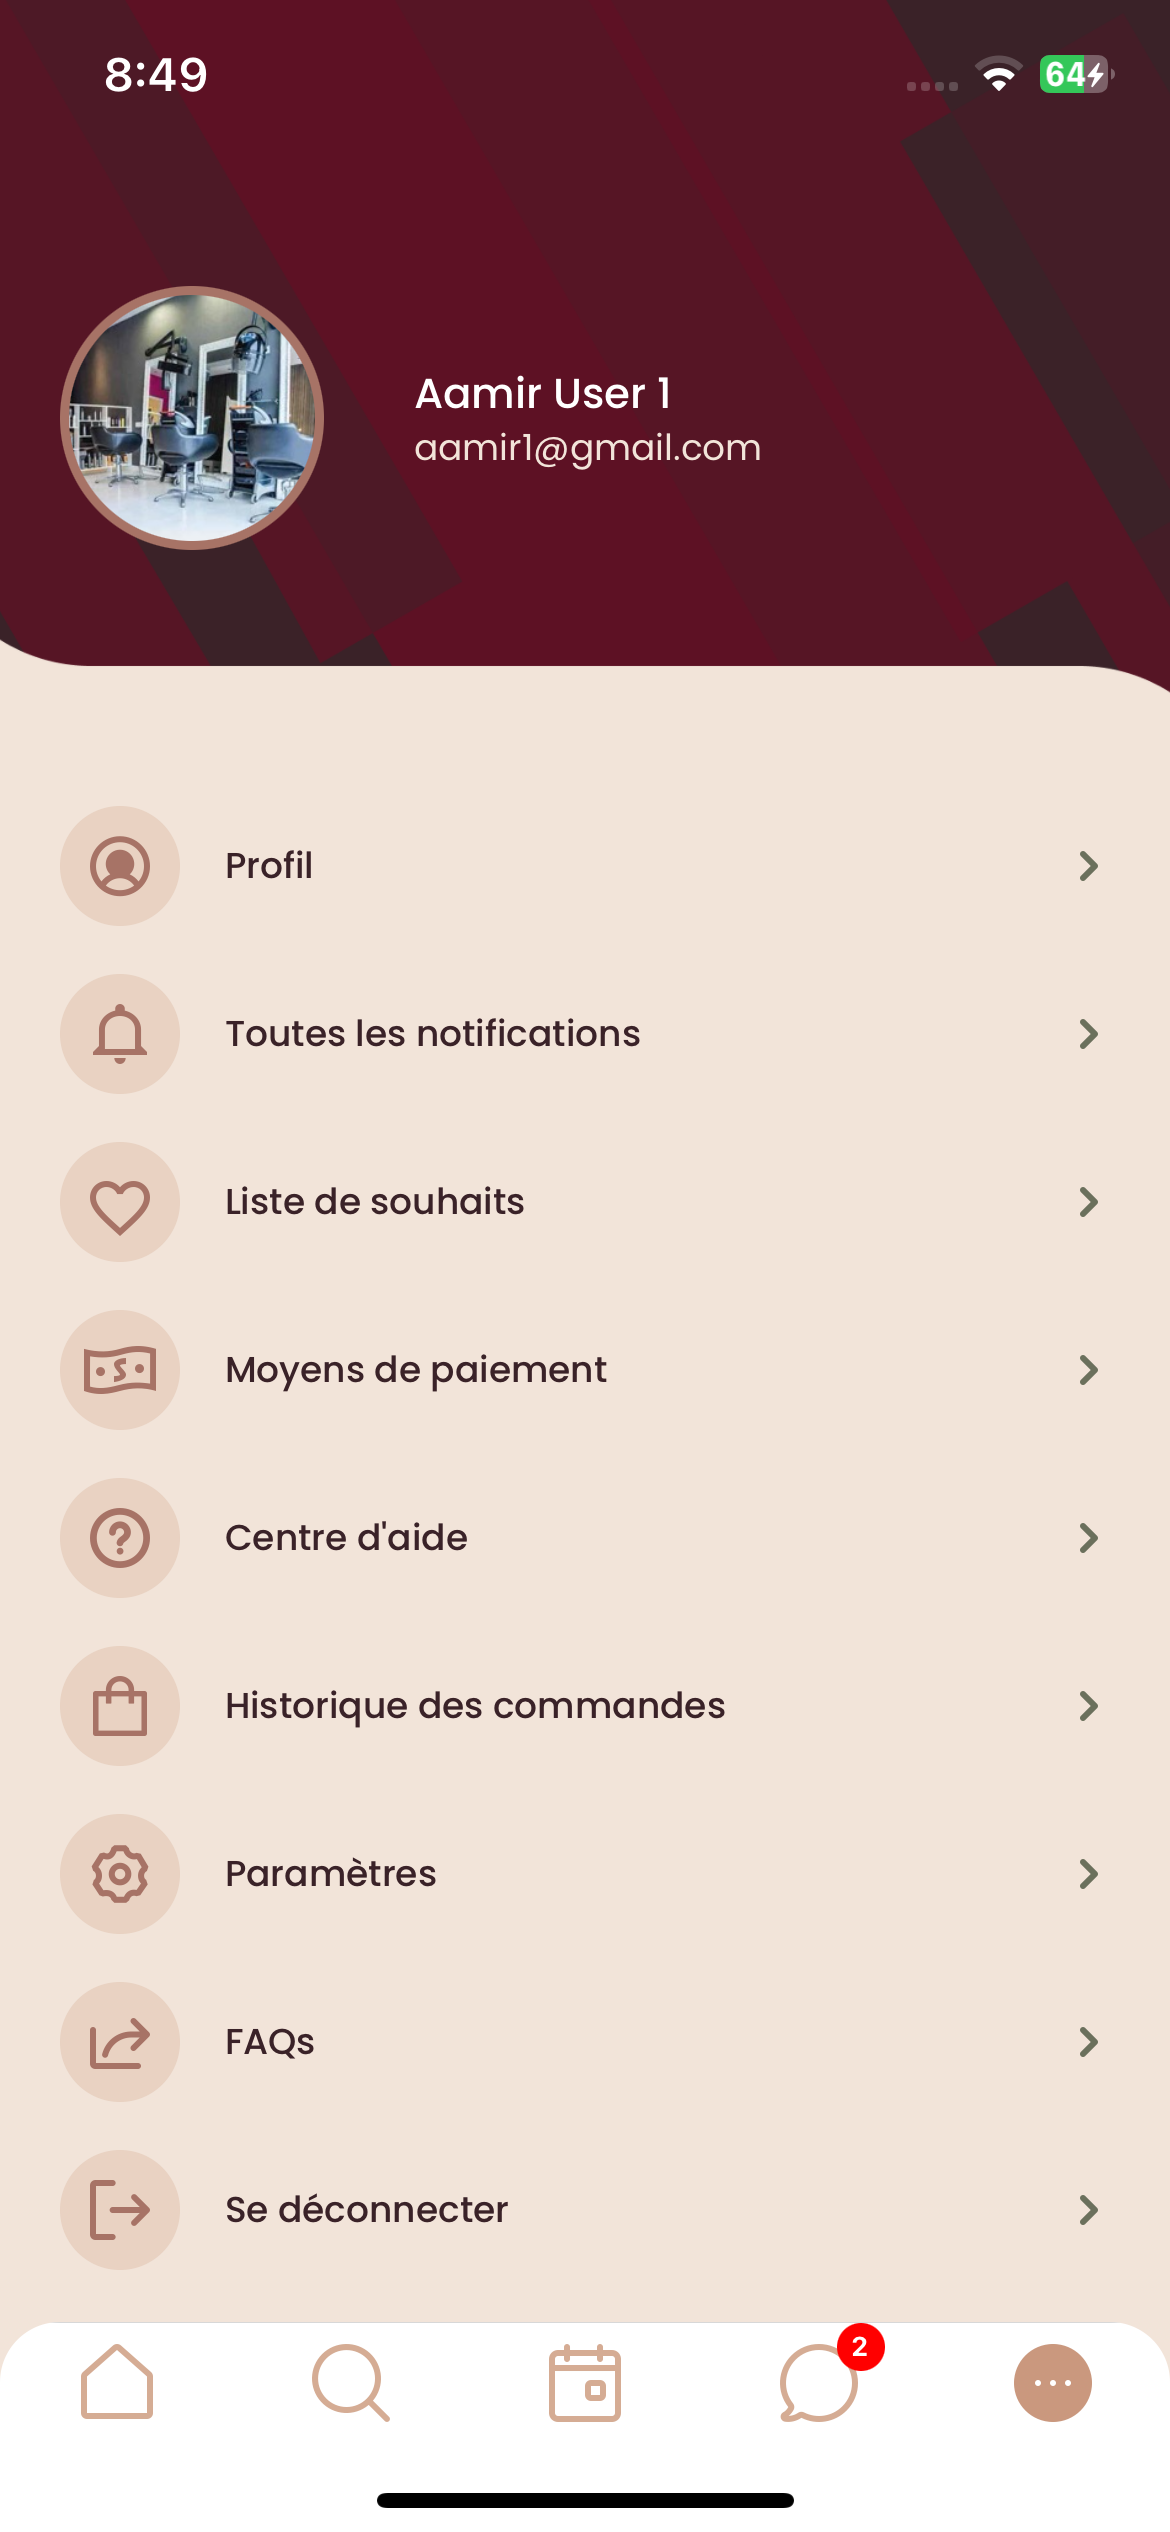 8:49
64
Aamir User 1
aamir1@gmail.com
Profil
Toutes les notifications
Liste de souhaits
Moyens de paiement
Centre d'aide
Historique des commandes
Paramètres
FAQs
Se déconnecter
2